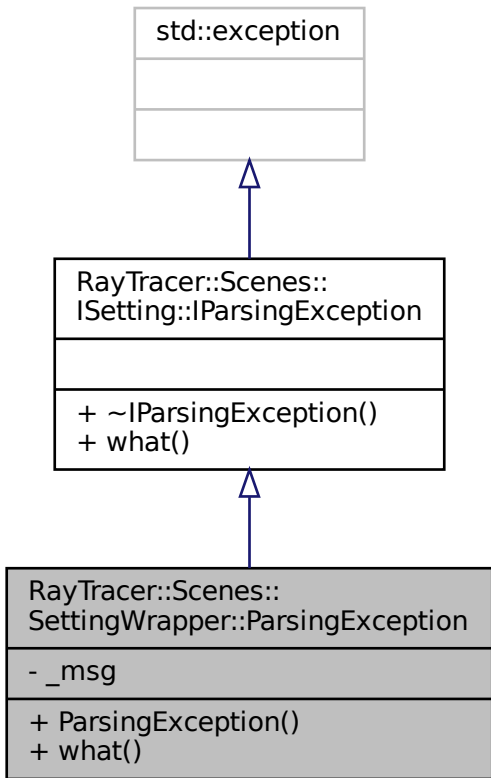 std::exception
RayTracer::Scenes::
ISetting::IParsingException
+ ~IParsingException()
+ what()
RayTracer::Scenes::
SettingWrapper::ParsingException
- _msg
+ ParsingException()
+ what()